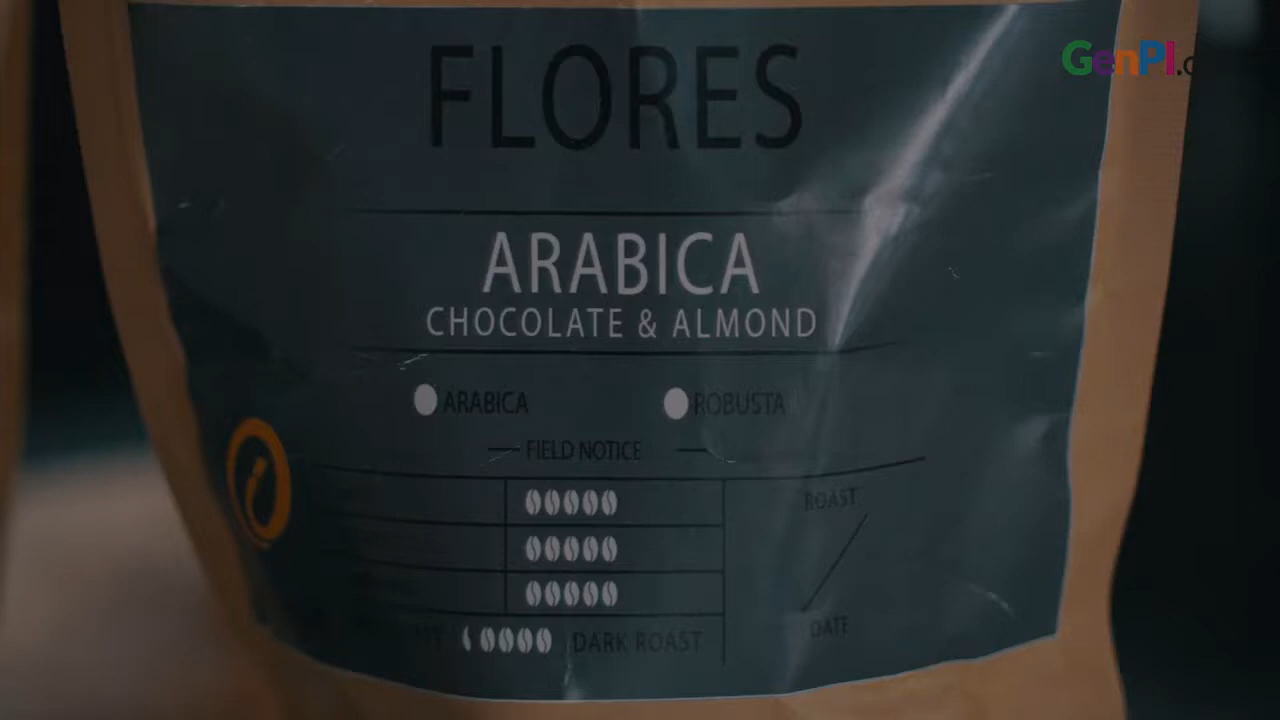 GenPI.c
FLORES
ARABICA
CHOCOLATE & ALMOND
ARABICA ROBUSTA
FIELD NOTICE
ROAST
DATE
DARK ROAST